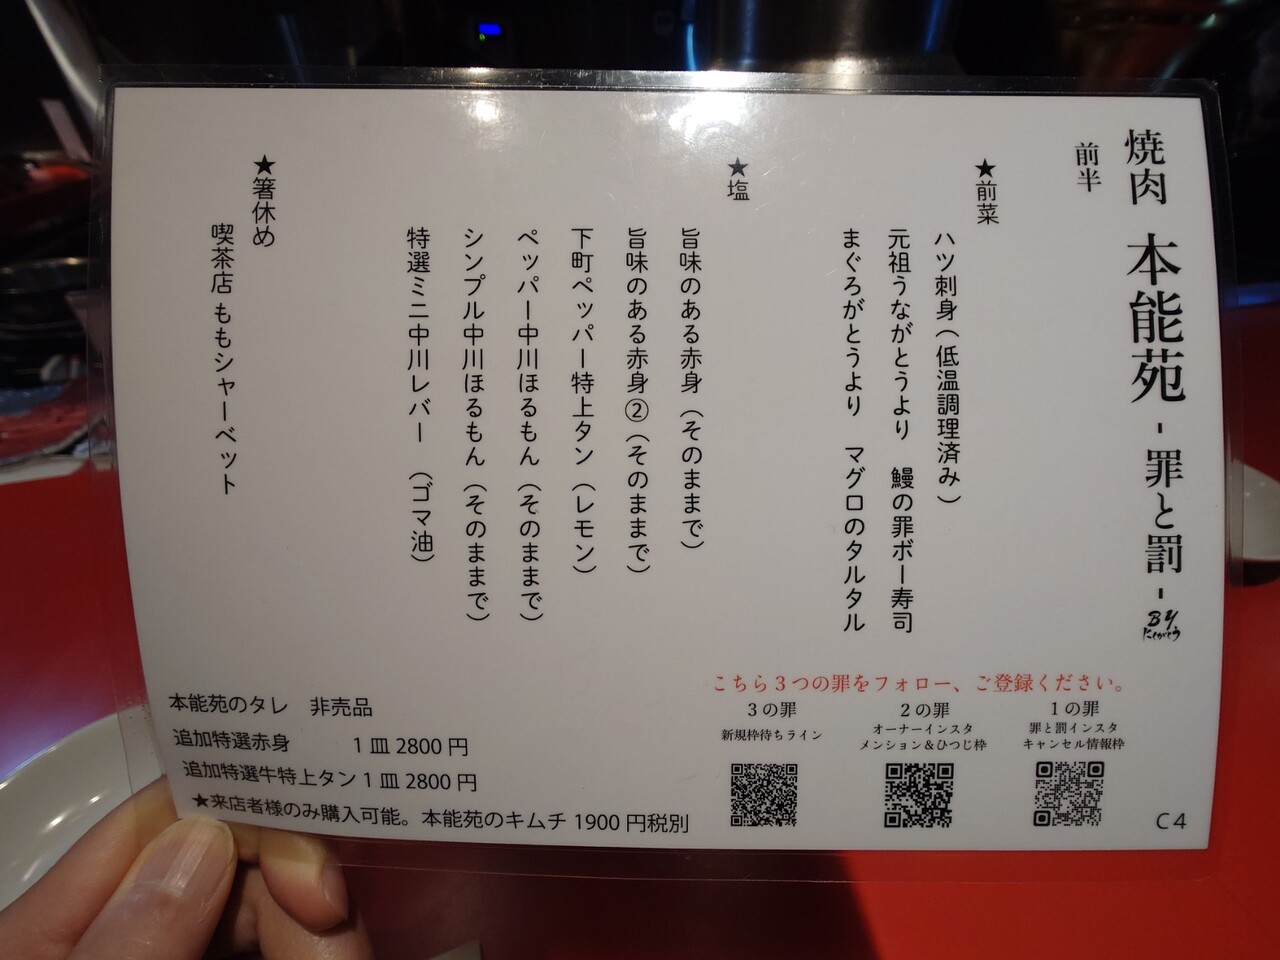 焼肉 本能苑 - 罪と罰 -
BY
前半
★前菜
ハツ刺身（低温調理済み）
元祖うながとうより 鰻の罪ボー寿司
まぐろがとうより マグロのタルタル
★塩
旨味のある赤身（そのままで）
旨味のある赤身②（そのままで）
下町ペッパー特上タン（レモン）
ペッパー中川ほるもん（そのままで）
シンプル中川ほるもん（そのままで）
特選ミニ中川レバー（ゴマ油）
★箸休め
喫茶店 ももシャーベット
こちら３つの罪をフォロー、ご登録ください。
１の罪
罪と罰インスタ
キャンセル情報枠
２の罪
オーナーインスタ
メンション＆ひつじ枠
３の罪
新規枠待ちライン
本能苑のタレ 非売品
追加特選赤身 1皿 2800円
追加特選牛特上タン 1皿 2800円
★来店者様のみ購入可能。本能苑のキムチ 1900円税別
C4